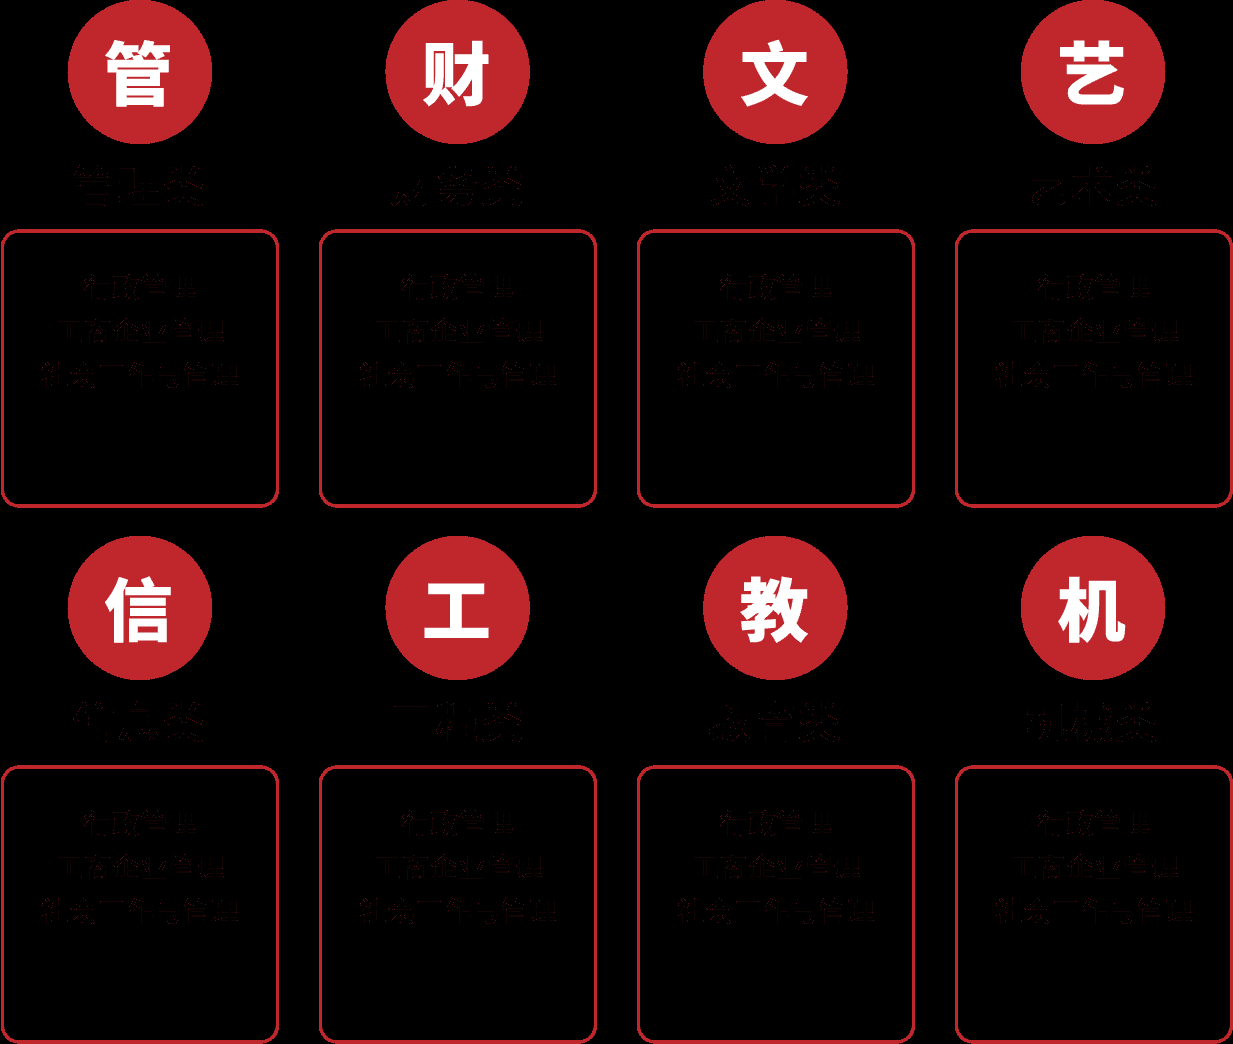 管
财
文
艺
管理类
财务类
艺术类
行政管理
工商企业管理
社会工作与管理
行政管理
工商企业管理
社会工作与管理
行政管理
工商企业管理
社会工作与管理
行政管理
工商企业管理
社会工作与管理
信
工
教
机
信息类
教育类
机械类
行政管理
工商企业管理
社会工作与管理
行政管理
工商企业管理
社会工作与管理
行政管理
工商企业管理
社会工作与管理
行政管理
工商企业管理
社会工作与管理